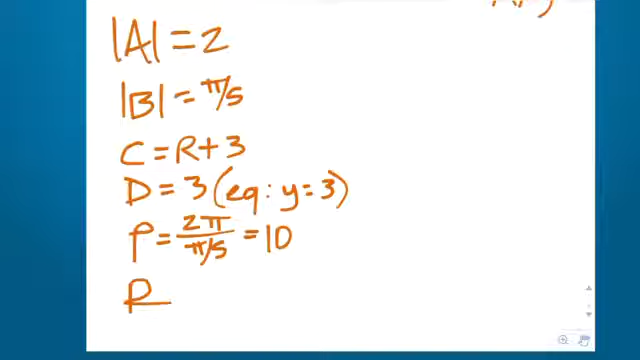 |A| = 2
|B| = π/5
C = R+3
D = 3 (eq: y = 3)
P = 2π / π/5 = 10
R